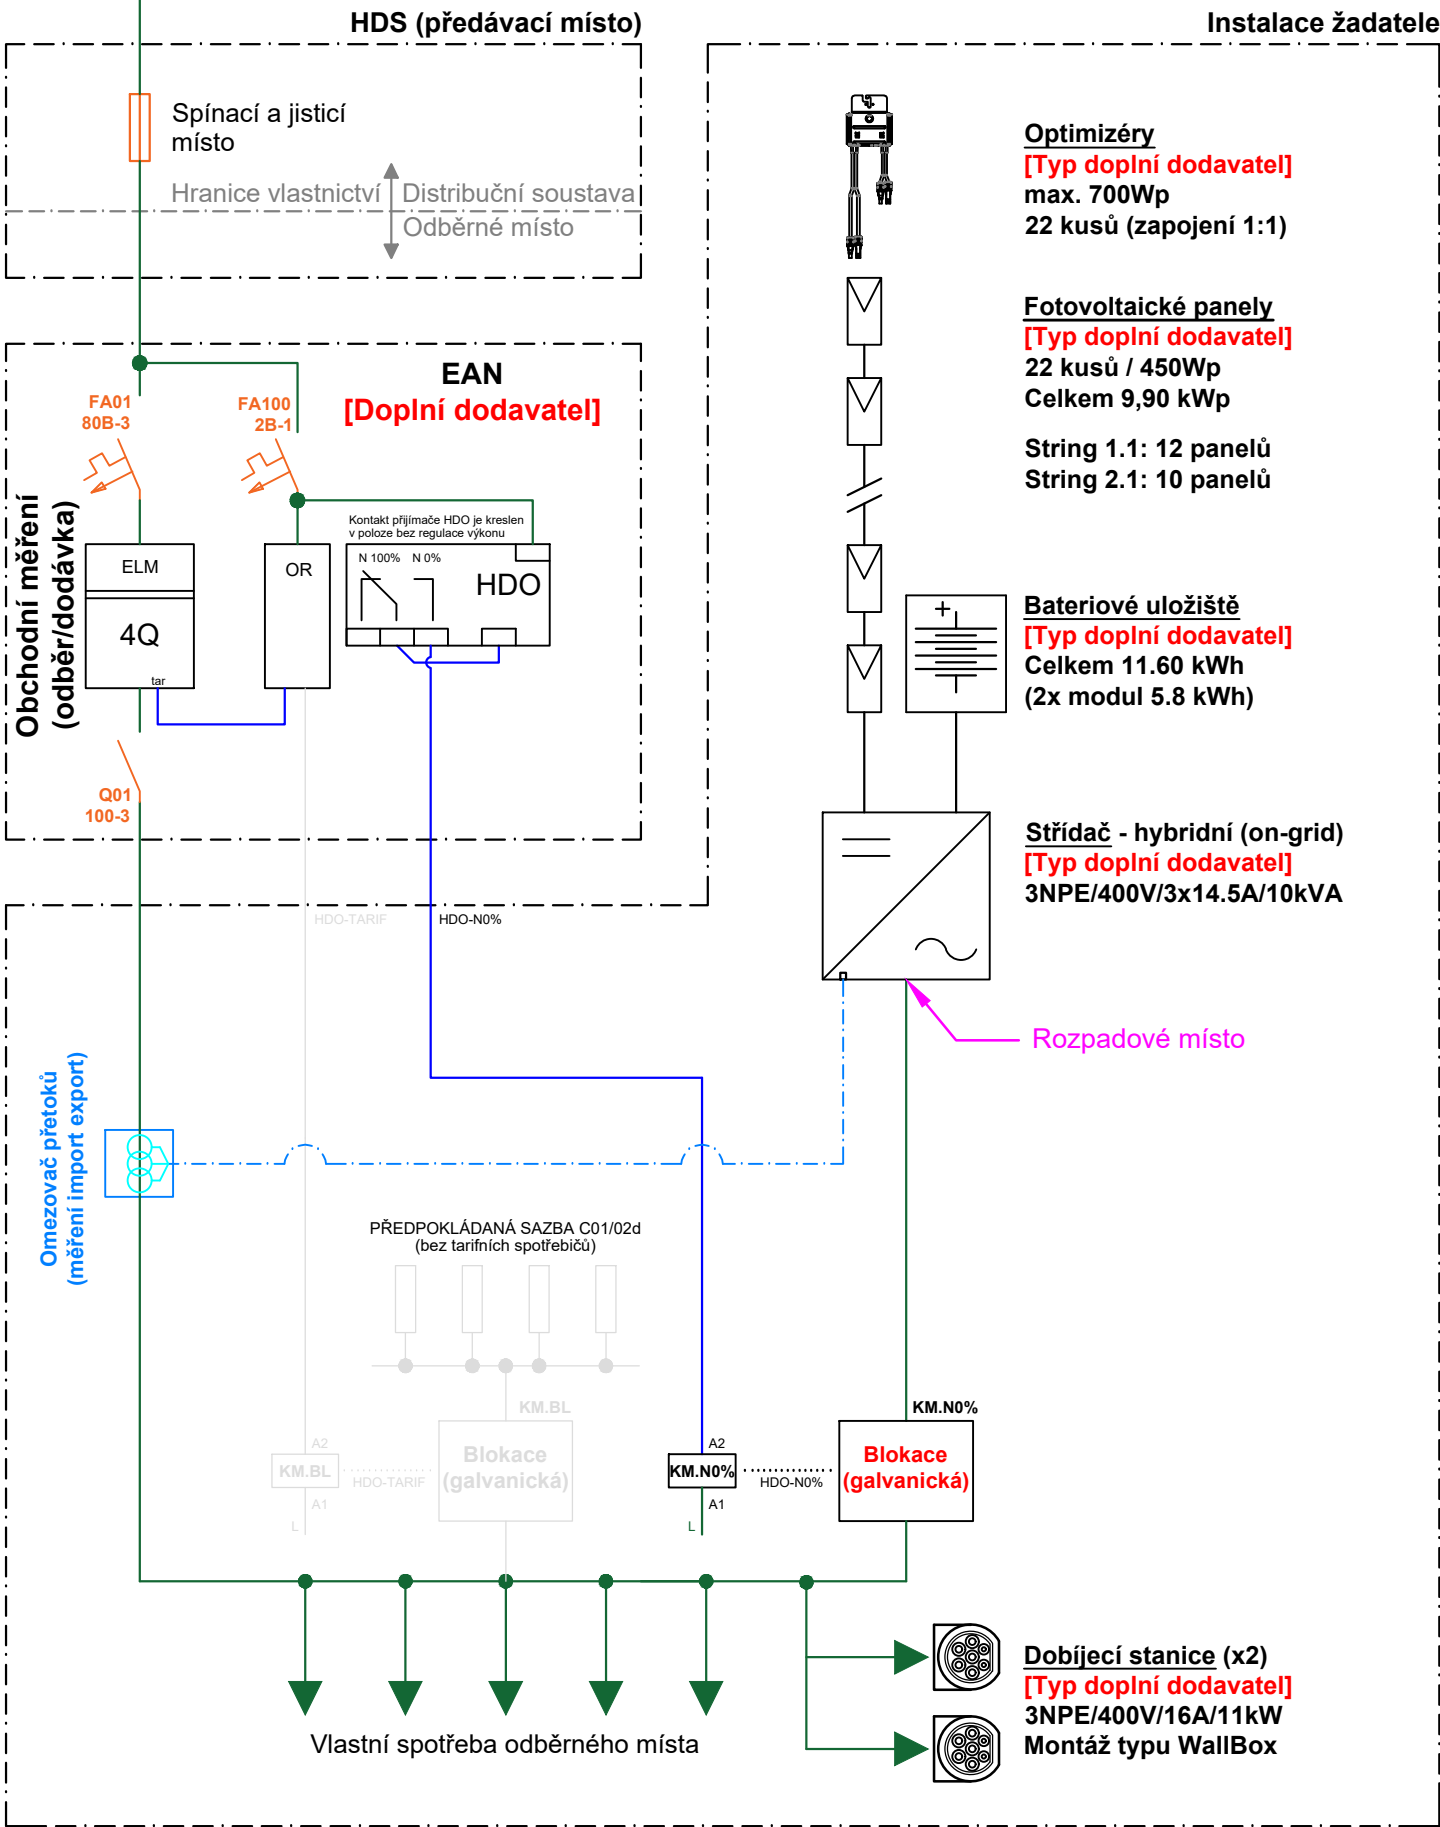 HDS (předávací místo)
Instalace žadatele
Spínací a jisticí
místo
Hranice vlastnictví
Distribuční soustava
Odběrné místo
Optimizéry
[Typ doplní dodavatel]
max. 700Wp
22 kusů (zapojení 1:1)
Fotovoltaické panely
[Typ doplní dodavatel]
22 kusů / 450Wp
Celkem 9,90 kWp
String 1.1: 12 panelů
String 2.1: 10 panelů
EAN
[Doplní dodavatel]
FA01
80B-3
FA100
2B-1
Obchodní měření
(odběr/dodávka)
Kontakt přijímače HDO je kreslen
v poloze bez regulace výkonu
N 100%
N 0%
HDO
ELM
4Q
tar
OR
Q01
100-3
Bateriové uložiště
[Typ doplní dodavatel]
Celkem 11.60 kWh
(2x modul 5.8 kWh)
+
Střídač - hybridní (on-grid)
[Typ doplní dodavatel]
3NPE/400V/3x14.5A/10kVA
HDO-TARIF
HDO-N0%
Rozpadové místo
Omezovač přetoků
(měření import export)
PŘEDPOKLÁDANÁ SAZBA C01/02d
(bez tarifních spotřebičů)
KM.BL
KM.N0%
A2
KM.BL
A1
L
HDO-TARIF
Blokace
(galvanická)
A2
KM.N0%
A1
L
HDO-N0%
Blokace
(galvanická)
Vlastní spotřeba odběrného místa
Dobíjecí stanice (x2)
[Typ doplní dodavatel]
3NPE/400V/16A/11kW
Montáž typu WallBox